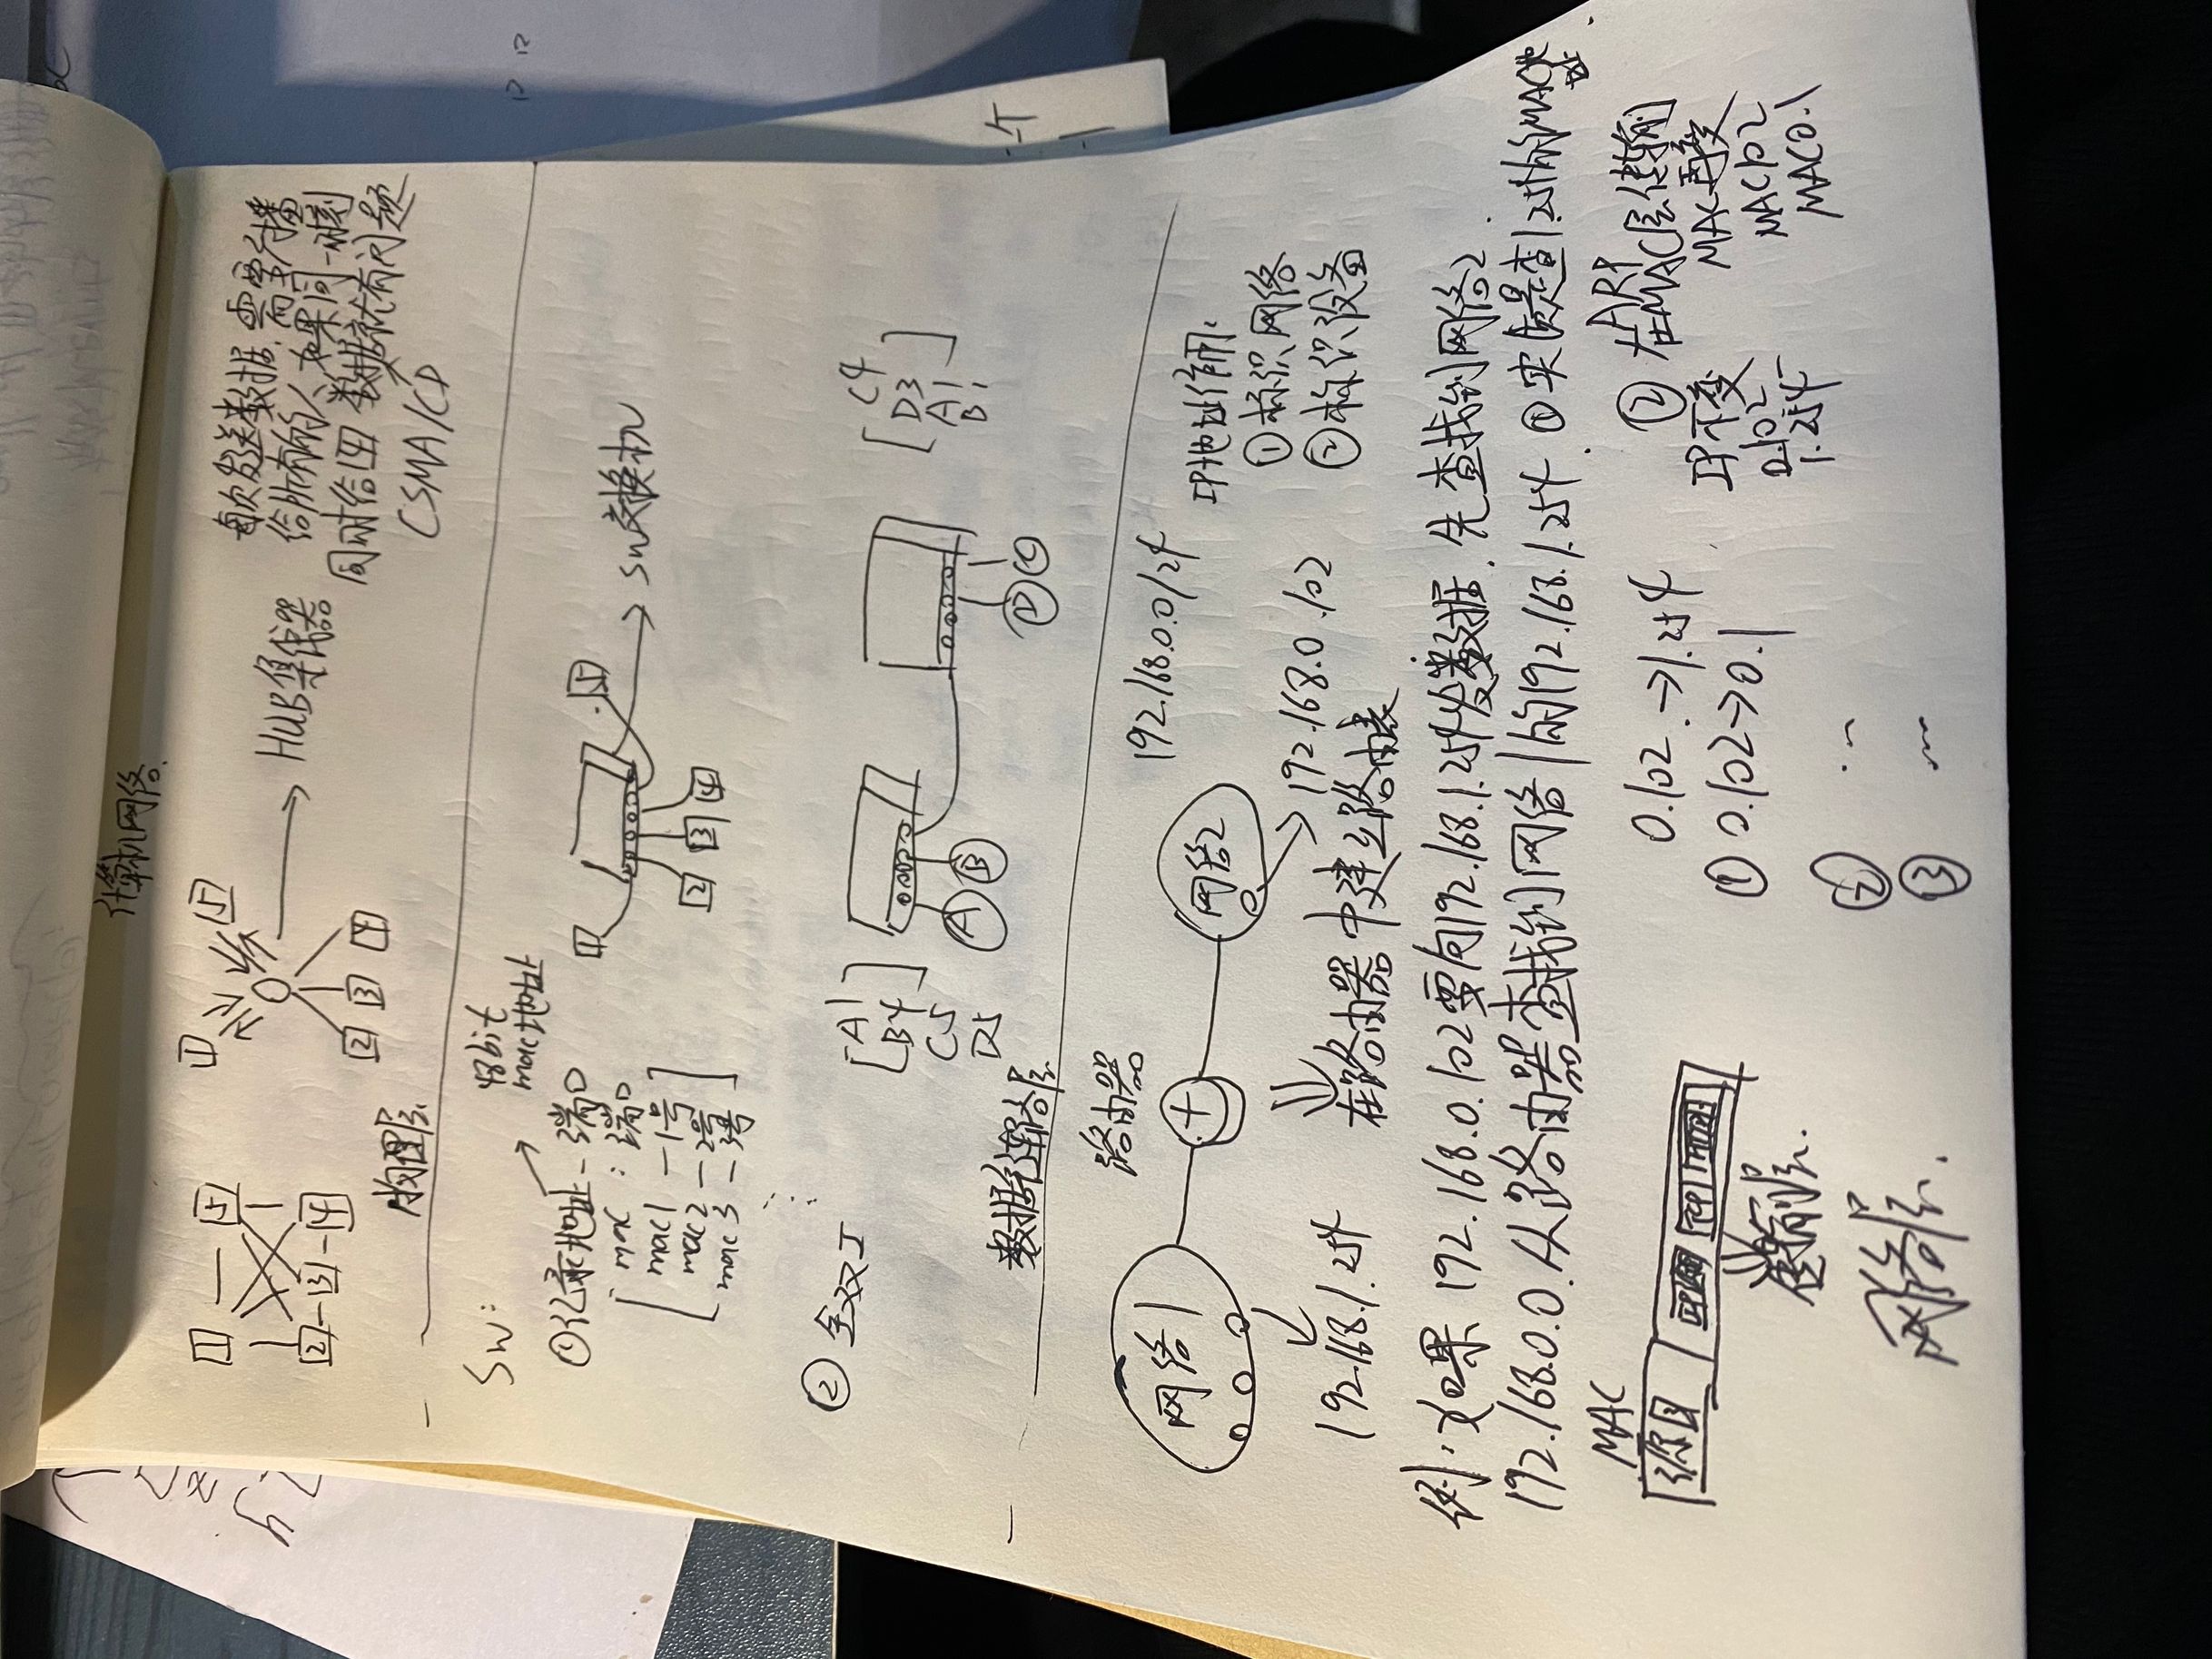 计算机网络
1 5
2 3 4
1 5
2 3 4
HUB集线器
每次发送数据,需要广播
给所有的人,如果同一时刻
同时给4 数据就有问题
CSMA/CD
物理层
SW:
48bit
mac地址
①记录地址-端口
mac : 端口
mac1 - 1号
mac2 - 2号
mac3 - 3号
1 5
2 3 4
SW交换机
② 全双工
A1
B4
C5
D5
A B
D C
C4
D3
A1
B1
数据链路层
路由器
网络1
网络2
192.168.0.0/24
192.168.1.254
192.168.0.102
在路由器中建立路由表
IP地址作用:
①标识网络
②标识设备
例:如果192.168.0.102要向192.168.1.254发数据.先查找到网络2
192.168.0.0.从路由器查找到网络1的192.168.1.254. ①实质是查1.254的MAC地址
MAC
源目
IP TCP
传输层.
网络层.
0.102 →1.254
① 0.102→0.1
② ...
③ ...
ARP
② 在MAC层传输
IP不变
0.102
1.254
MAC再变
MAC102
MAC0.1